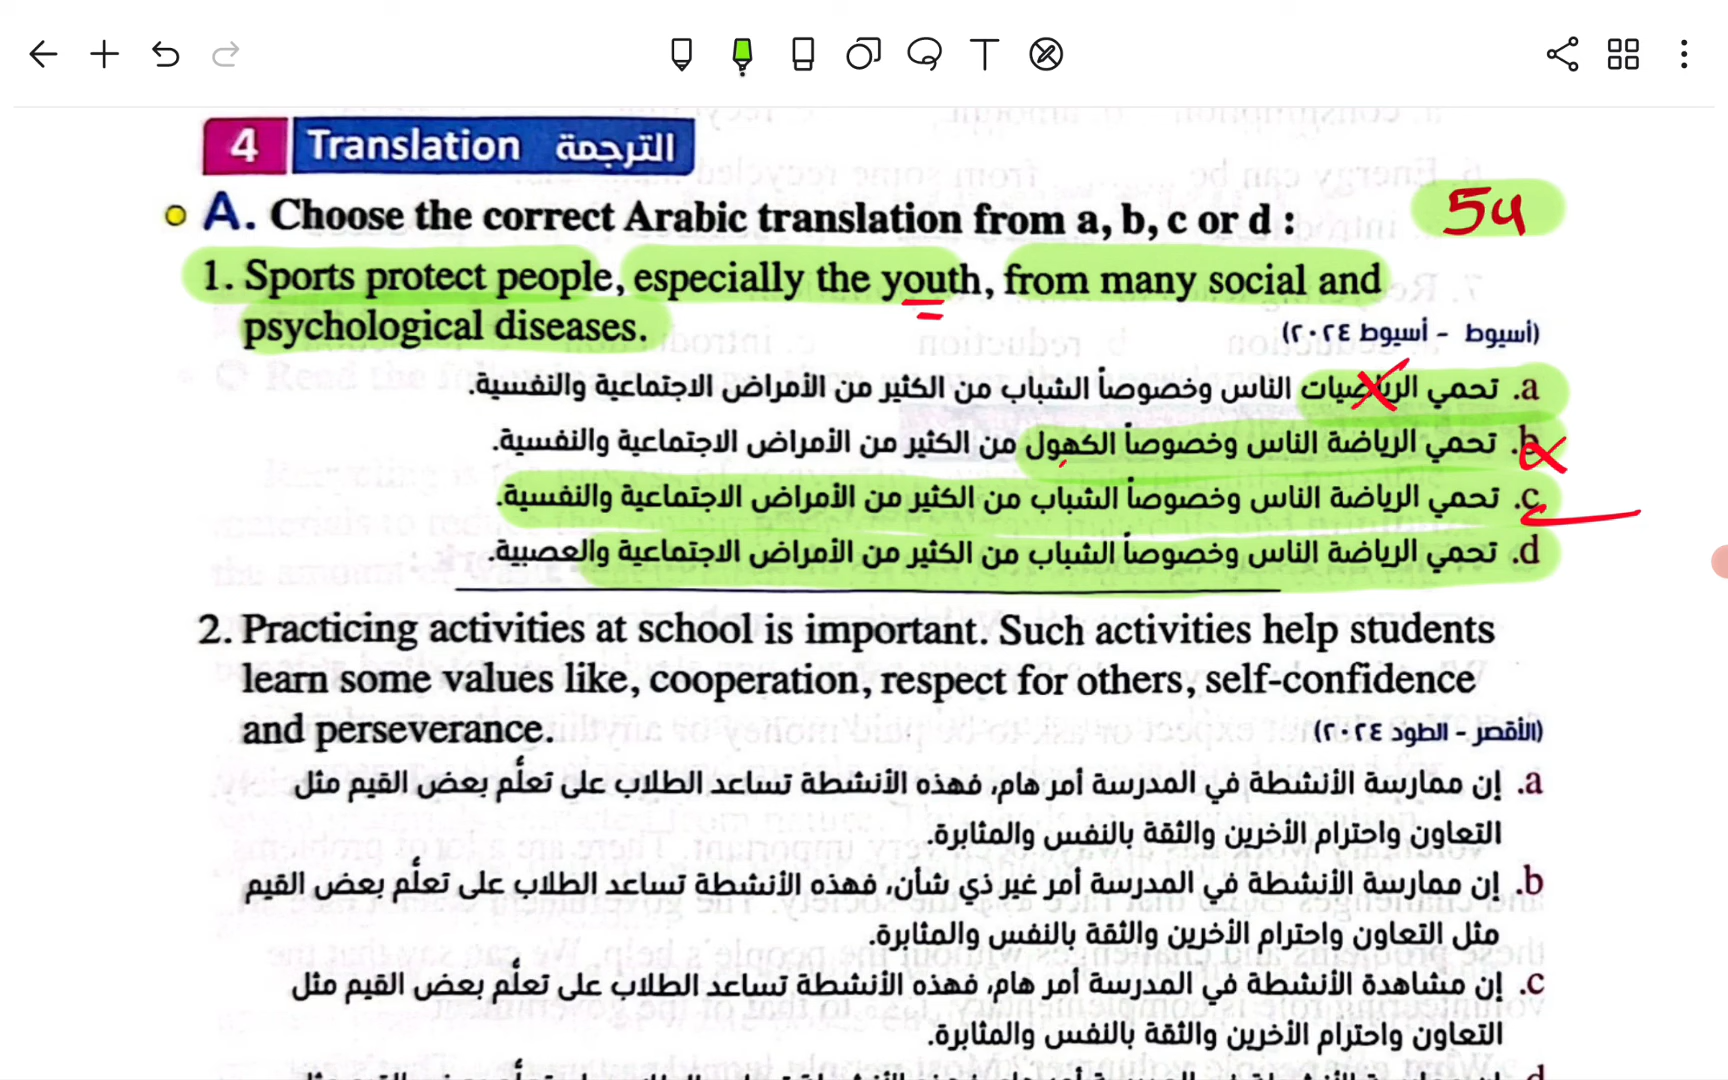 4 Translation الترجمة
A. Choose the correct Arabic translation from a, b, c or d :
54
1. Sports protect people, especially the youth, from many social and
psychological diseases.
(أسيوط - أسيوط ٢٠٢٤)
a. تحمي الرياضيات الناس وخصوصاً الشباب من الكثير من الأمراض الاجتماعية والنفسية.
b. تحمي الرياضة الناس وخصوصاً الكهول من الكثير من الأمراض الاجتماعية والنفسية.
c. تحمي الرياضة الناس وخصوصاً الشباب من الكثير من الأمراض الاجتماعية والنفسية.
d. تحمي الرياضة الناس وخصوصاً الشباب من الكثير من الأمراض الاجتماعية والعصبية.
2. Practicing activities at school is important. Such activities help students
learn some values like, cooperation, respect for others, self-confidence
and perseverance.
(الأقصر - الطود ٢٠٢٤)
a. إن ممارسة الأنشطة في المدرسة أمر هام، فهذه الأنشطة تساعد الطلاب على تعلُّم بعض القيم مثل
التعاون واحترام الأخرين والثقة بالنفس والمثابرة.
b. إن ممارسة الأنشطة في المدرسة أمر غير ذي شأن، فهذه الأنشطة تساعد الطلاب على تعلُّم بعض القيم
مثل التعاون واحترام الأخرين والثقة بالنفس والمثابرة.
c. إن مشاهدة الأنشطة في المدرسة أمر هام، فهذه الأنشطة تساعد الطلاب على تعلُّم بعض القيم مثل
التعاون واحترام الأخرين والثقة بالنفس والمثابرة.